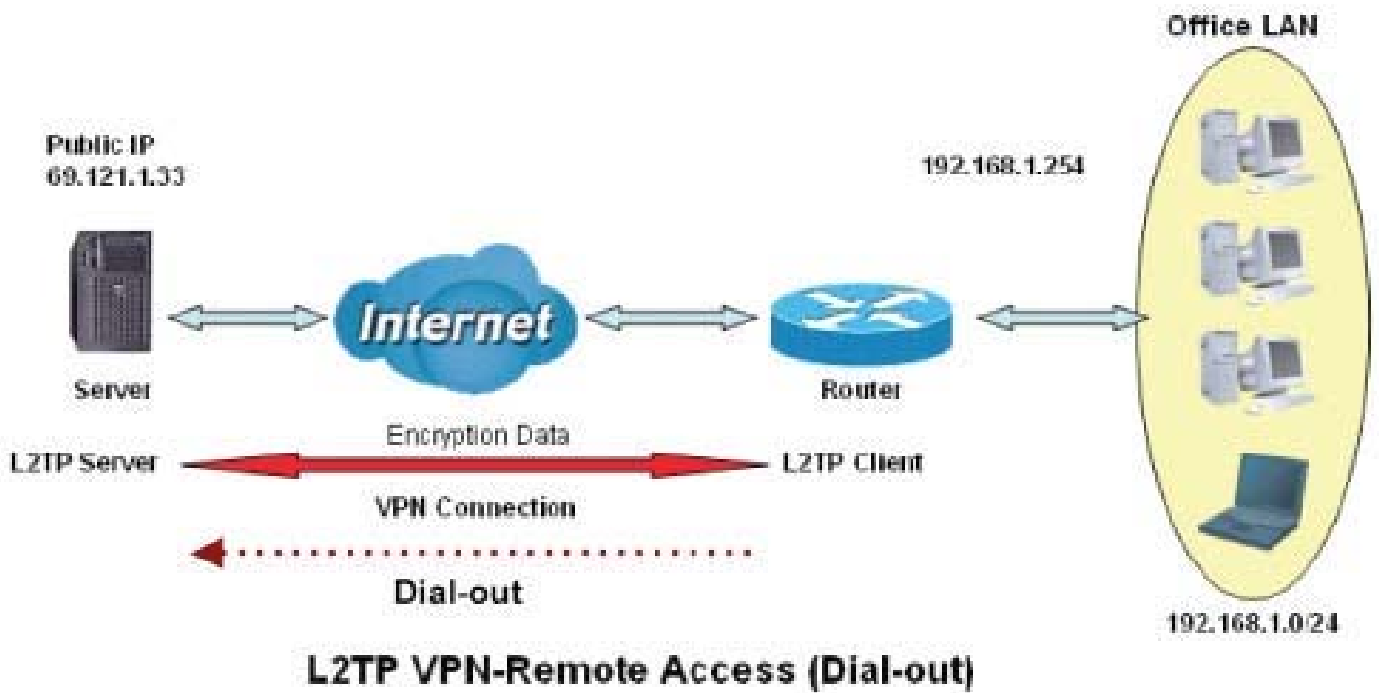 Office LAN
Public IP
69.121.1.33
192.168.1.254
Internet
Server
Router
Encryption Data
L2TP Server
L2TP Client
VPN Connection
Dial-out
192.168.1.0/24
L2TP VPN-Remote Access (Dial-out)